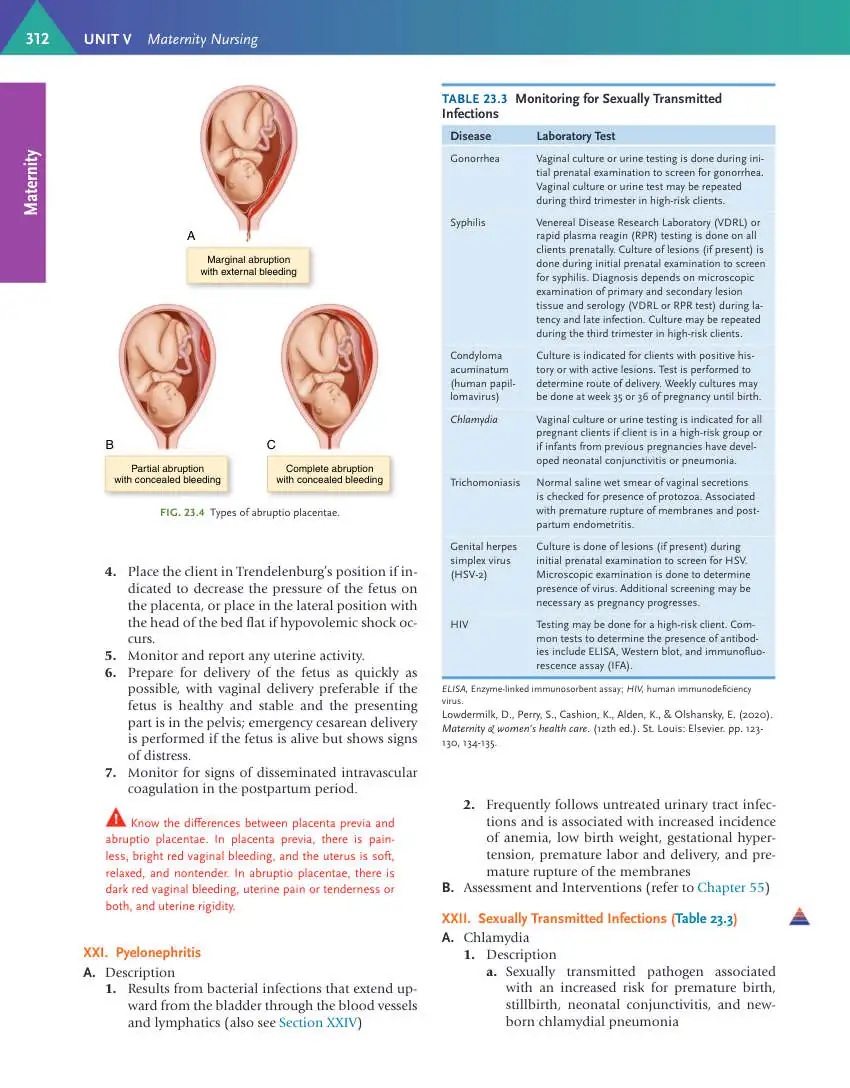 312
UNIT V Maternity Nursing
Maternity
A
Marginal abruption
with external bleeding
B
Partial abruption
with concealed bleeding
C
Complete abruption
with concealed bleeding
FIG. 23.4 Types of abruptio placentae.
4. Place the client in Trendelenburg's position if in-
dicated to decrease the pressure of the fetus on
the placenta, or place in the lateral position with
the head of the bed flat if hypovolemic shock oc-
curs.
5. Monitor and report any uterine activity.
6. Prepare for delivery of the fetus as quickly as
possible, with vaginal delivery preferable if the
fetus is healthy and stable and the presenting
part is in the pelvis; emergency cesarean delivery
is performed if the fetus is alive but shows signs
of distress.
7. Monitor for signs of disseminated intravascular
coagulation in the postpartum period.
Know the differences between placenta previa and
abruptio placentae. In placenta previa, there is pain-
less, bright red vaginal bleeding, and the uterus is soft,
relaxed, and nontender. In abruptio placentae, there is
dark red vaginal bleeding, uterine pain or tenderness or
both, and uterine rigidity.
XXI. Pyelonephritis
A. Description
1. Results from bacterial infections that extend up-
ward from the bladder through the blood vessels
and lymphatics (also see Section XXIV)
TABLE 23.3 Monitoring for Sexually Transmitted
Infections
Disease Laboratory Test
Gonorrhea Vaginal culture or urine testing is done during ini-
tial prenatal examination to screen for gonorrhea.
Vaginal culture or urine test may be repeated
during third trimester in high-risk clients.
Syphilis Venereal Disease Research Laboratory (VDRL) or
rapid plasma reagin (RPR) testing is done on all
clients prenatally. Culture of lesions (if present) is
done during initial prenatal examination to screen
for syphilis. Diagnosis depends on microscopic
examination of primary and secondary lesion
tissue and serology (VDRL or RPR test) during la-
tency and late infection. Culture may be repeated
during the third trimester in high-risk clients.
Condyloma Culture is indicated for clients with positive his-
acuminatum tory or with active lesions. Test is performed to
(human papil- determine route of delivery. Weekly cultures may
lomavirus) be done at week 35 or 36 of pregnancy until birth.
Chlamydia Vaginal culture or urine testing is indicated for all
pregnant clients if client is in a high-risk group or
if infants from previous pregnancies have devel-
oped neonatal conjunctivitis or pneumonia.
Trichomoniasis Normal saline wet smear of vaginal secretions
is checked for presence of protozoa. Associated
with premature rupture of membranes and post-
partum endometritis.
Genital herpes Culture is done of lesions (if present) during
simplex virus initial prenatal examination to screen for HSV.
(HSV-2) Microscopic examination is done to determine
presence of virus. Additional screening may be
necessary as pregnancy progresses.
HIV Testing may be done for a high-risk client. Com-
mon tests to determine the presence of antibod-
ies include ELISA, Western blot, and immunofluo-
rescence assay (IFA).
ELISA, Enzyme-linked immunosorbent assay; HIV, human immunodeficiency
virus.
Lowdermilk, D., Perry, S., Cashion, K., Alden, K., & Olshansky, E. (2020).
Maternity & women's health care. (12th ed.). St. Louis: Elsevier. pp. 123-
130, 134-135.
2. Frequently follows untreated urinary tract infec-
tions and is associated with increased incidence
of anemia, low birth weight, gestational hyper-
tension, premature labor and delivery, and pre-
mature rupture of the membranes
B. Assessment and Interventions (refer to Chapter 55)
XXII. Sexually Transmitted Infections (Table 23.3)
A. Chlamydia
1. Description
a. Sexually transmitted pathogen associated
with an increased risk for premature birth,
stillbirth, neonatal conjunctivitis, and new-
born chlamydial pneumonia